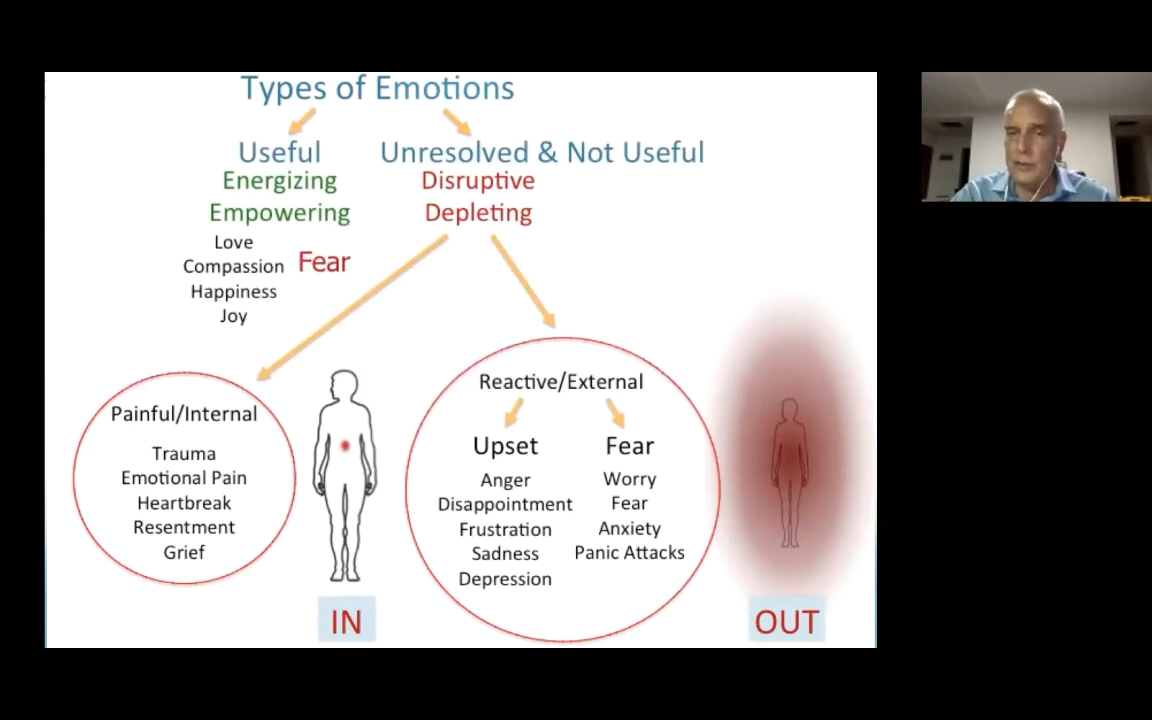 Types of Emotions
Useful
Unresolved & Not Useful
Energizing
Empowering
Disruptive
Depleting
Love
Compassion
Happiness
Joy
Fear
Painful/Internal
Trauma
Emotional Pain
Heartbreak
Resentment
Grief
IN
Reactive/External
Upset
Anger
Disappointment
Frustration
Sadness
Depression
Fear
Worry
Fear
Anxiety
Panic Attacks
OUT